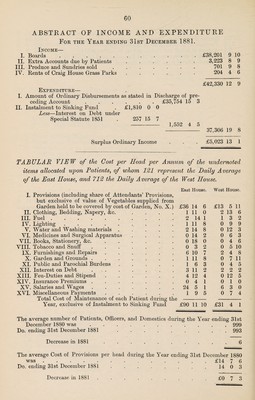 60
ABSTRACT OF INCOME AND EXPENDITURE
For the Year ending 31st December 1881.
Income—
I. Boards . . . . £38,201 9 10
II. Extra Accounts due by Patients . . . . 3,223 8 9
III. Produce and Sundries sold . . . . 701 9 8
IV. Rents of Craig House Grass Parks . . . . 204 4 6
£42,330 12 9
Expenditure—
I. Amount of Ordinary Disbursements as stated in Discharge of preceding Account . . . . £35,754 15 3
II. Instalment to Sinking Fund . £1,810 0 0
Less—Interest on Debt under Special Statute 1851 . 257 15 7
1,552 4 5
37,306 19 8
Surplus Ordinary Income . . £5,023 13 1
TABULAR VIEW of the Cost per Head per Annum of the undernoted
items allocated upon Patients, of whom 121 represent the Daily Average
of the East House, and 712 the Daily Average of the West House.
East House. West House.
I. Provisions (including share of Attendants' Provisions,
but exclusive of value of Vegetables supplied from
Garden held to be covered by cost of Garden, No. X.) £36 14 6 £13 5 11
II. Clothing, Bedding, Napery, &c. . . 1 11 0 2 13 6
III. Fuel . . . . 2 14 1 1 3 2
IV. Lighting . . . . 1 11 8 0 9 9
V. Water and Washing materials . . 2 14 8 0 12 3
VI. Medicines and Surgical Apparatus . . 0 14 2 0 6 3
VII. Books, Stationery, &c. . . 0 18 0 0 4 6
VIII. Tobacco and Snuff . . 0 3 2 0 5 10
IX. Furnishings and Repairs . . 6 10 7 2 4 8
X. Garden and Grounds . . 1 11 8 0 7 11
XI. Public and Parochial Burdens . . 1 6 3 0 4 5
XII. Interest on Debt . . 3 11 2 2 2 2
XIII. Feu-Duties and Stipend . . 4 12 4 0 12 5
XIV. Insurance Premiums . . 0 4 1 0 1 0
XV. Salaries and Wages . . 24 5 1 6 3 0
XVI. Miscellaneous Payments . . 1 9 5 0 7 4
Total Cost of Maintenance of each Patient during the
Year, exclusive of Instalment to Sinking Fund £90 11 10 £31 4 1
The average number of Patients, Officers, and Domestics during the Year ending 31st
December 1880 was . . . . 999
Do. ending 31st December 1881 . . . . 993
Decrease in 1881 . . . . 6
The average Cost of Provisions per head during the Year ending 31st December 1880
was . . . . £14 7 6
Do. ending 31st December 1881 . . . . 14 0 3
Decrease in 1881 . . . . £0 7 3